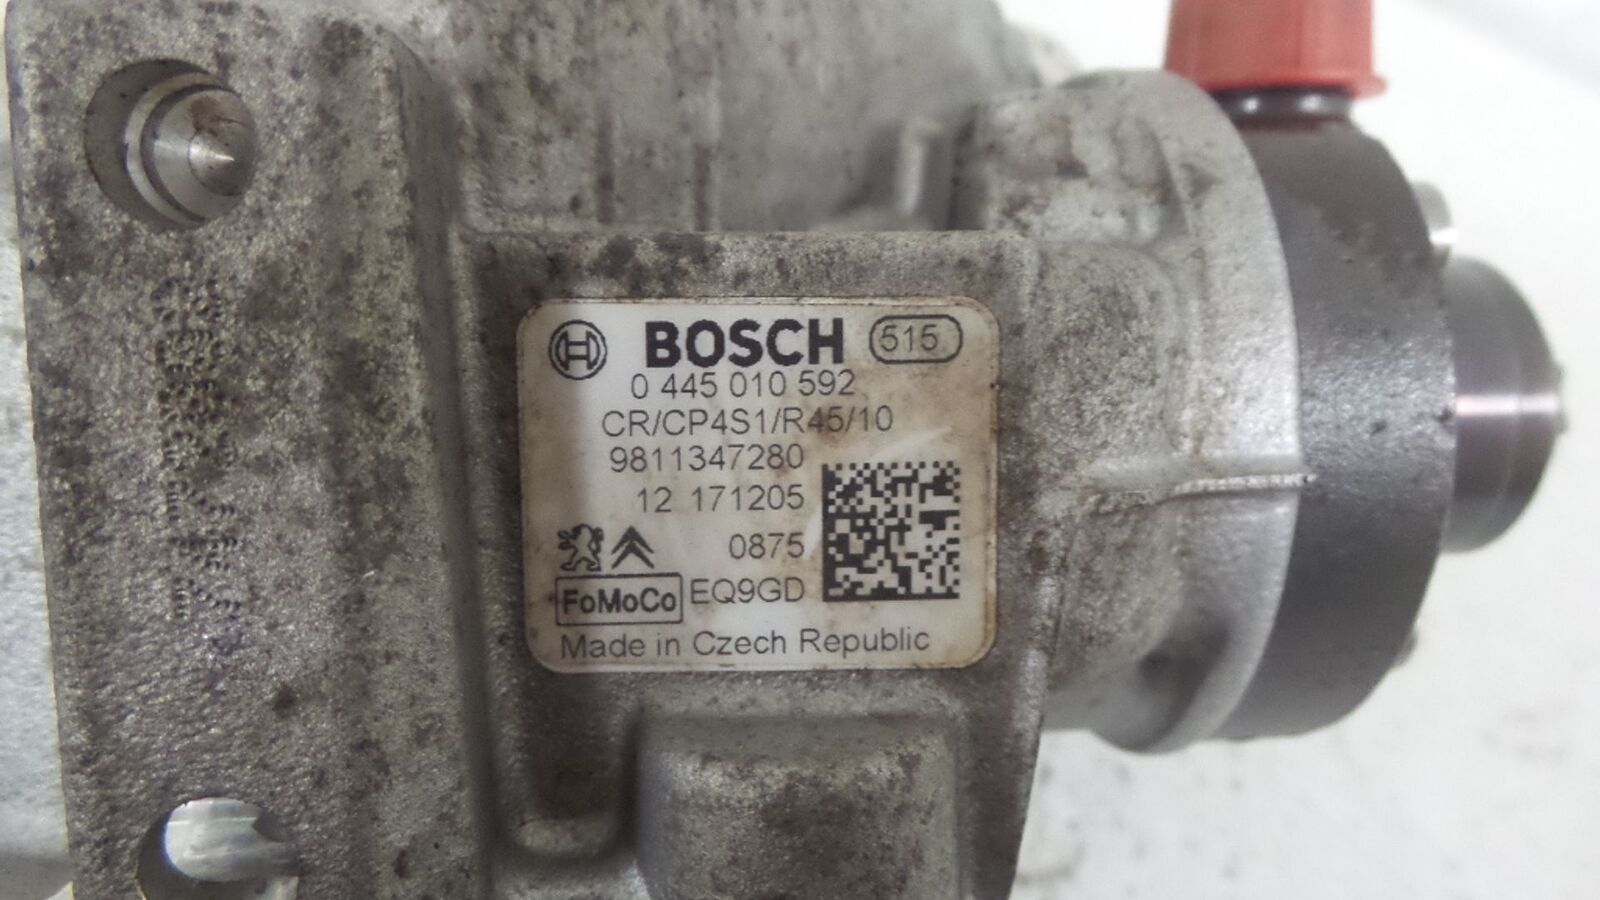 BOSCH 515
0 445 010 592
CR/CP4S1/R45/10
9811347280
12 171205
0875
FoMoCo EQ9GD
Made in Czech Republic